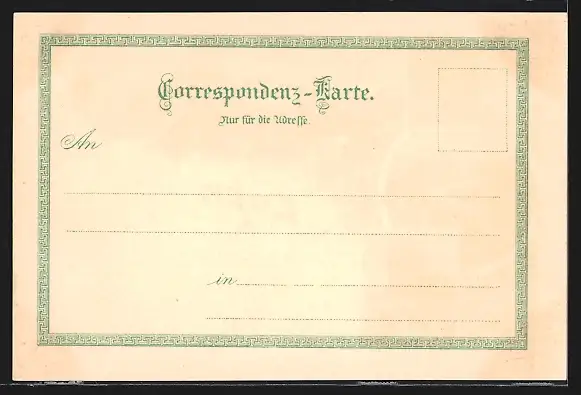 Correspondenz-Karte.
Nur für die Adresse.
An
in